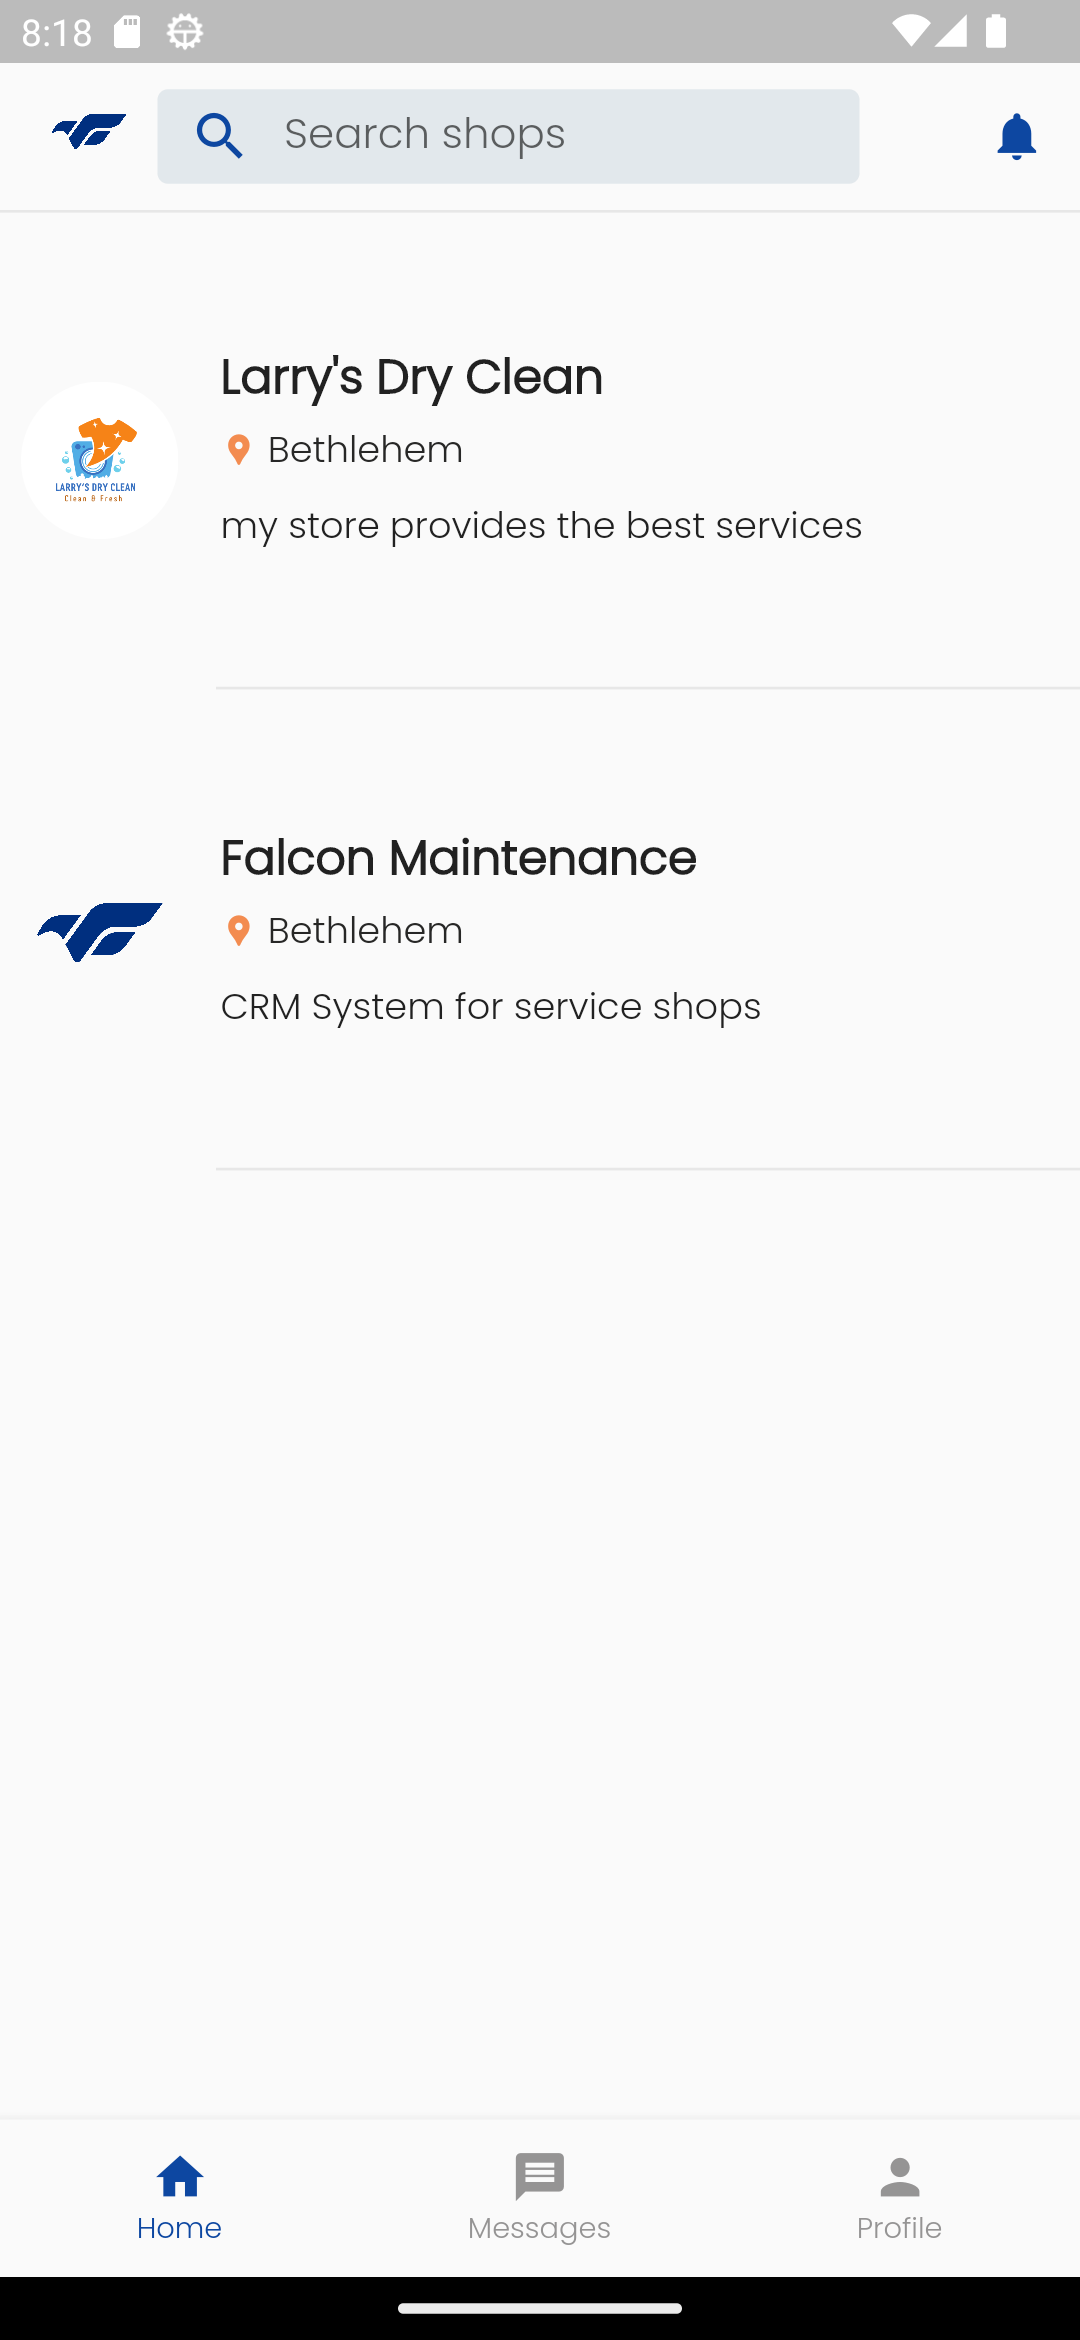 8:18
Search shops
Larry's Dry Clean
Bethlehem
my store provides the best services
LARRY'S DRY CLEAN
Clean & Fresh
Falcon Maintenance
Bethlehem
CRM System for service shops
Home
Messages
Profile